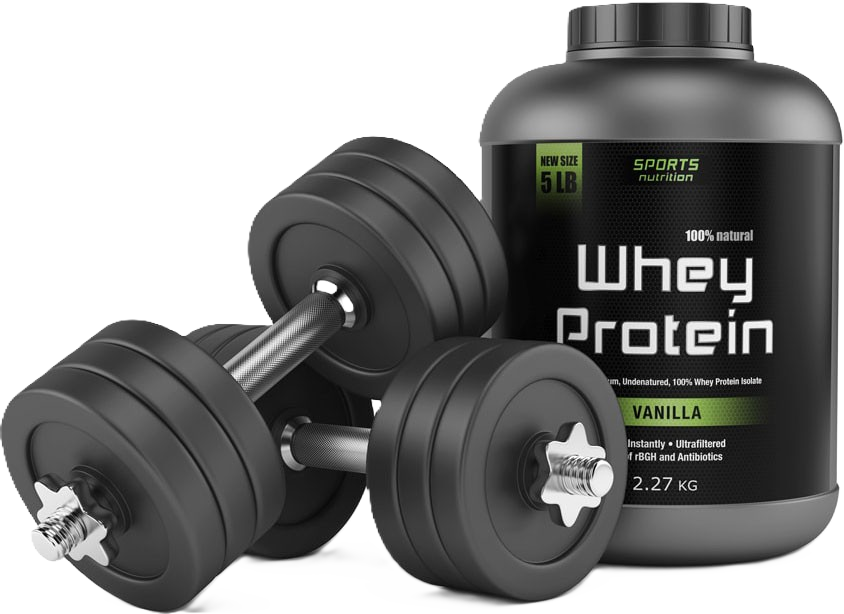 NEW SIZE
5 LB
SPORTS
nutrition
100% natural
Whey
Protein
Undenatured, 100% Whey Protein Isolate
VANILLA
Instantly • Ultrafiltered
rBGH and Antibiotics
2.27 KG